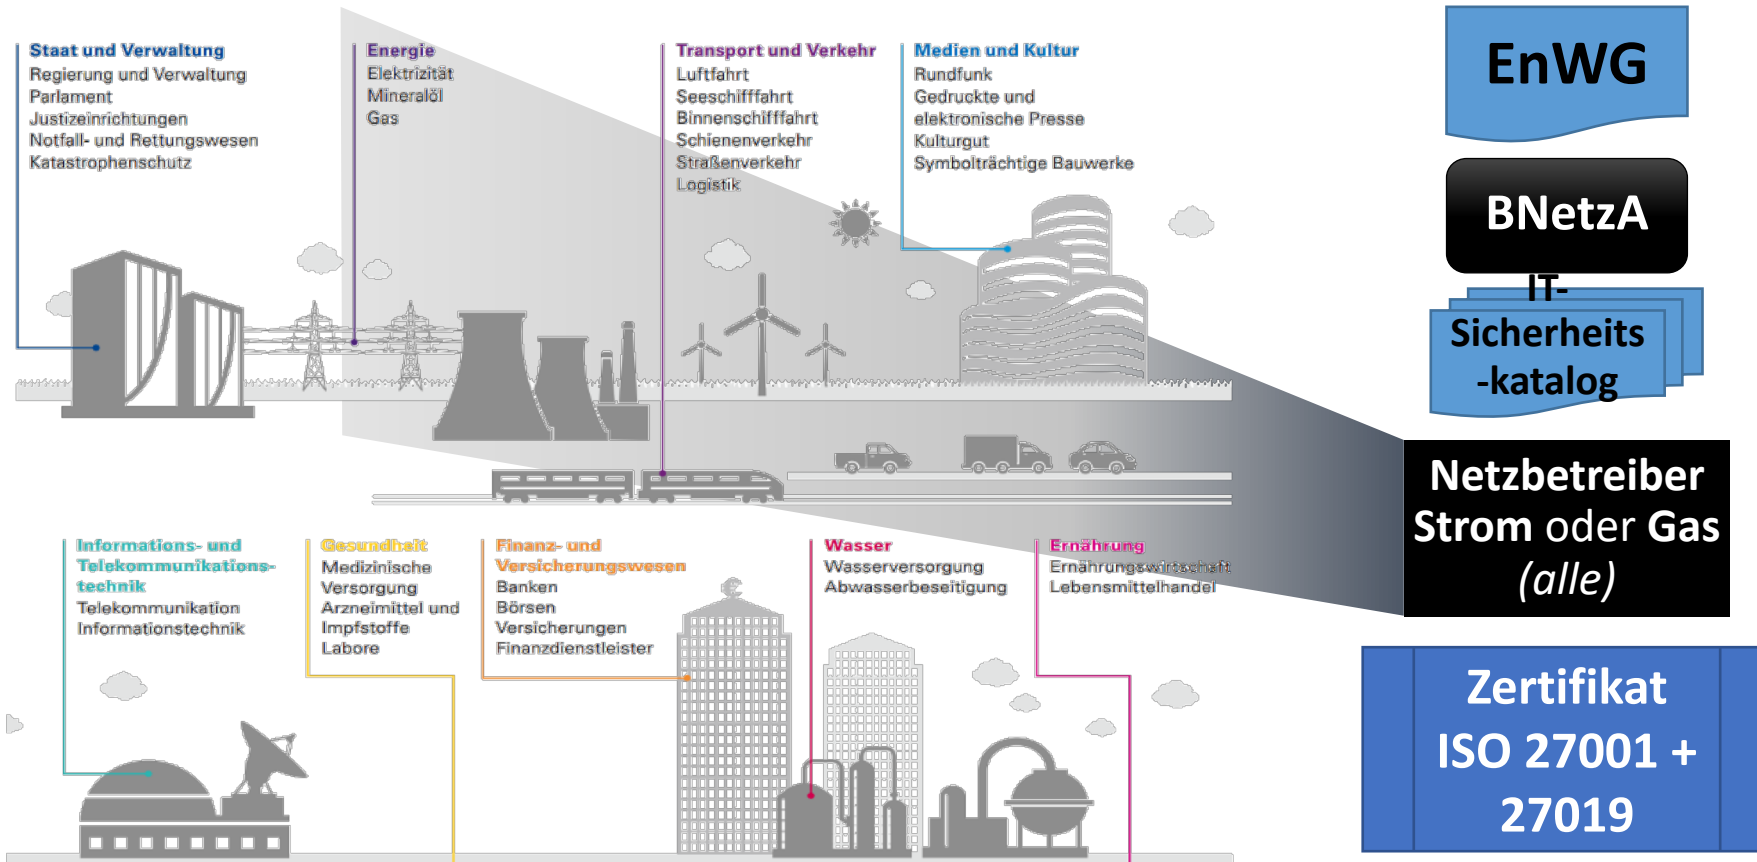 Staat und Verwaltung
Regierung und Verwaltung
Parlament
Justizeinrichtungen
Notfall- und Rettungswesen
Katastrophenschutz
Energie
Elektrizität
Mineralöl
Gas
Transport und Verkehr
Luftfahrt
Seeschifffahrt
Binnenschifffahrt
Schienenverkehr
Straßenverkehr
Logistik
Medien und Kultur
Rundfunk
Gedruckte und
elektronische Presse
Kulturgut
Symbolträchtige Bauwerke
EnWG
BNetzA
IT-
Sicherheits
-katalog
Netzbetreiber
Strom oder Gas
(alle)
Informations- und
Telekommunikations-
technik
Telekommunikation
Informationstechnik
Gesundheit
Medizinische
Versorgung
Arzneimittel und
Impfstoffe
Labore
Finanz- und
Versicherungswesen
Banken
Börsen
Versicherungen
Finanzdienstleister
€
Wasser
Wasserversorgung
Abwasserbeseitigung
Ernährung
Ernährungswirtschaft
Lebensmittelhandel
Zertifikat
ISO 27001 +
27019